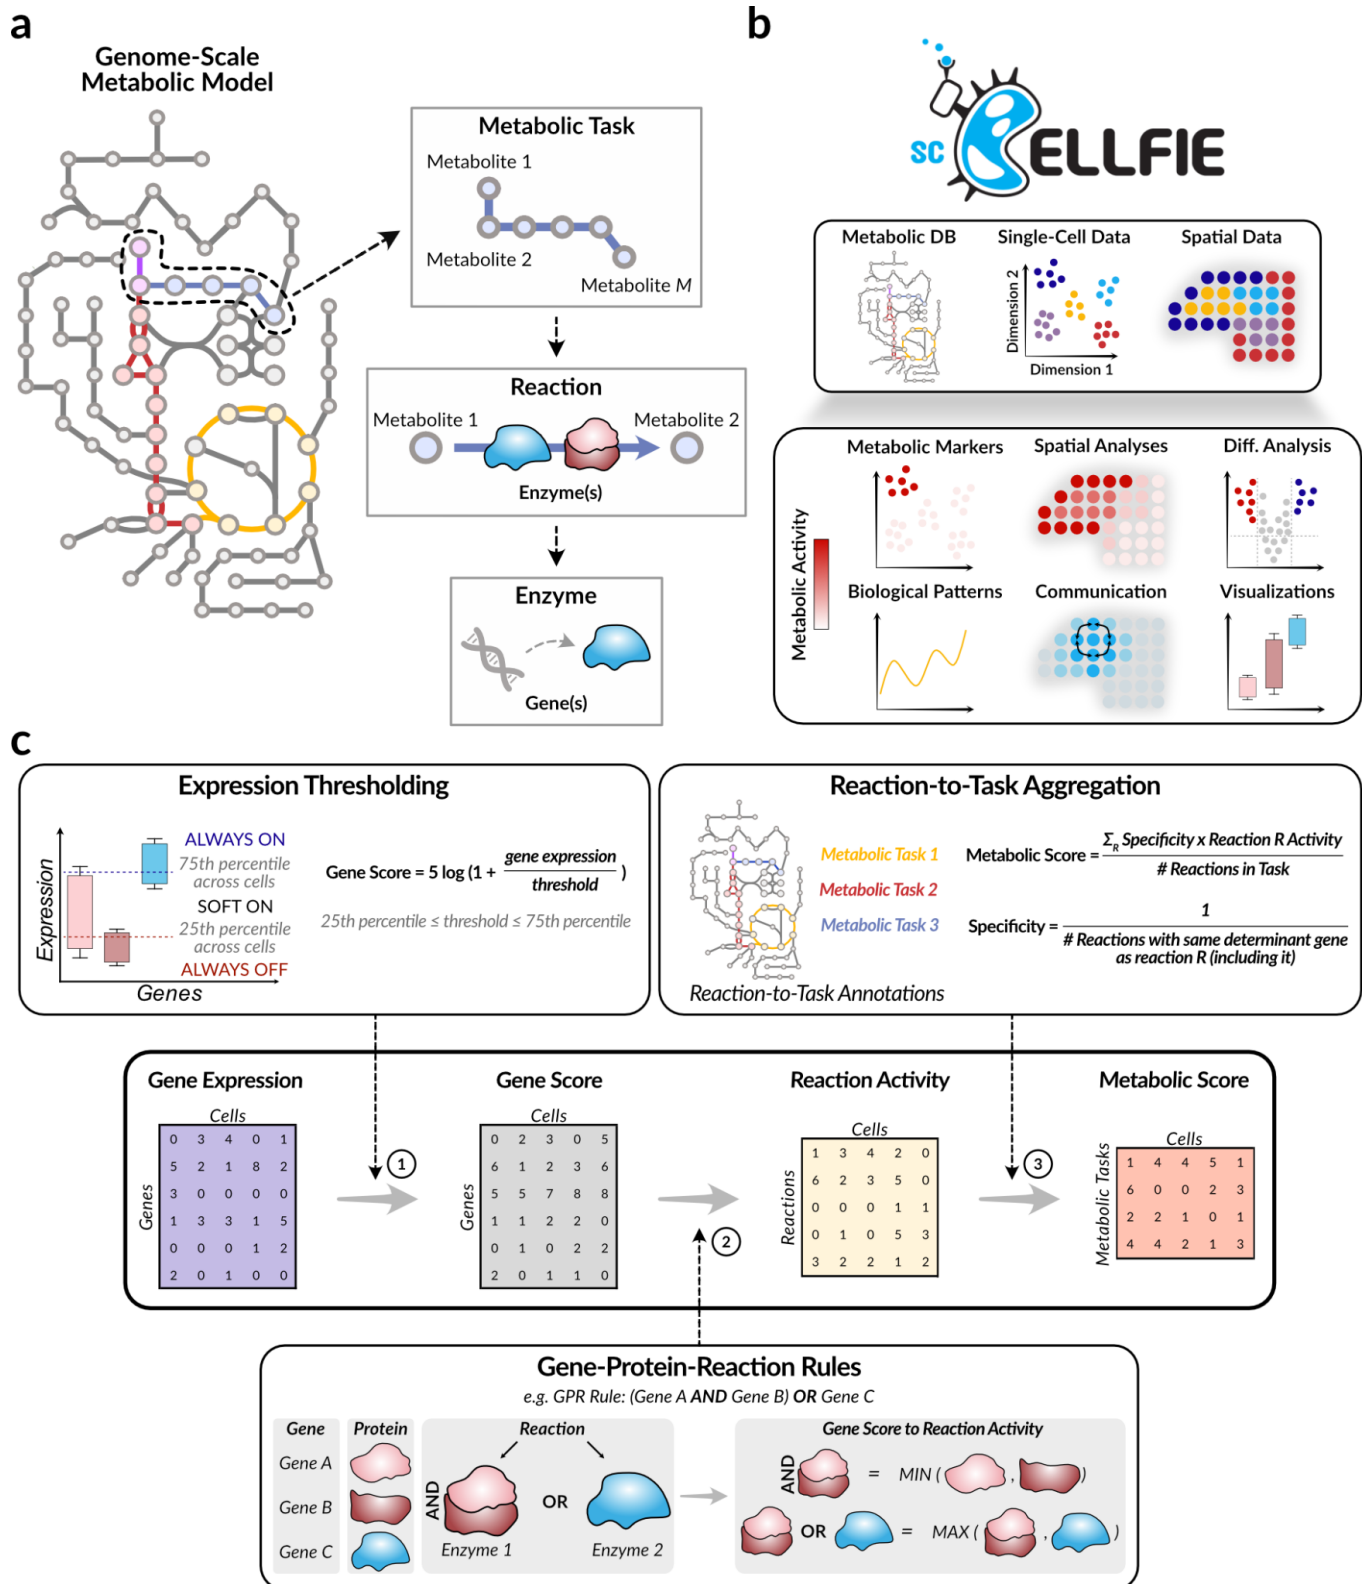 a
Genome-Scale
Metabolic Model
Metabolic Task
Metabolite 1
Metabolite 2
Metabolite M
Reaction
Metabolite 1
Metabolite 2
Enzyme(s)
Enzyme
Gene(s)
b
sc ELLFIE
Metabolic DB
Single-Cell Data
Spatial Data
Dimension 2
Dimension 1
Metabolic Markers
Spatial Analyses
Diff. Analysis
Metabolic Activity
Biological Patterns
Communication
Visualizations
c
Expression Thresholding
Expression
Genes
ALWAYS ON
75th percentile
across cells
SOFT ON
25th percentile
across cells
ALWAYS OFF
Gene Score = 5 log (1 + gene expression / threshold )
25th percentile ≤ threshold ≤ 75th percentile
Reaction-to-Task Aggregation
Metabolic Task 1
Metabolic Task 2
Metabolic Task 3
Reaction-to-Task Annotations
Metabolic Score = Σ_R Specificity x Reaction R Activity / # Reactions in Task
Specificity = 1 / # Reactions with same determinant gene
as reaction R (including it)
Gene Expression
Cells
Genes
0 3 4 0 1
5 2 1 8 2
3 0 0 0 0
1 3 3 1 5
0 0 0 1 2
2 0 1 0 0
1
Gene Score
Cells
Genes
0 2 3 0 5
6 1 2 3 6
5 5 7 8 8
1 1 2 2 0
0 1 0 2 2
2 0 1 1 0
2
Reaction Activity
Cells
Reactions
1 3 4 2 0
6 2 3 5 0
0 0 0 1 1
0 1 0 5 3
3 2 2 1 2
3
Metabolic Score
Cells
Metabolic Tasks
1 4 4 5 1
6 0 0 2 3
2 2 1 0 1
4 4 2 1 3
Gene-Protein-Reaction Rules
e.g. GPR Rule: (Gene A AND Gene B) OR Gene C
Gene
Protein
Gene A
Gene B
Gene C
Reaction
AND
OR
Enzyme 1
Enzyme 2
Gene Score to Reaction Activity
AND = MIN ( , )
OR = MAX ( , )